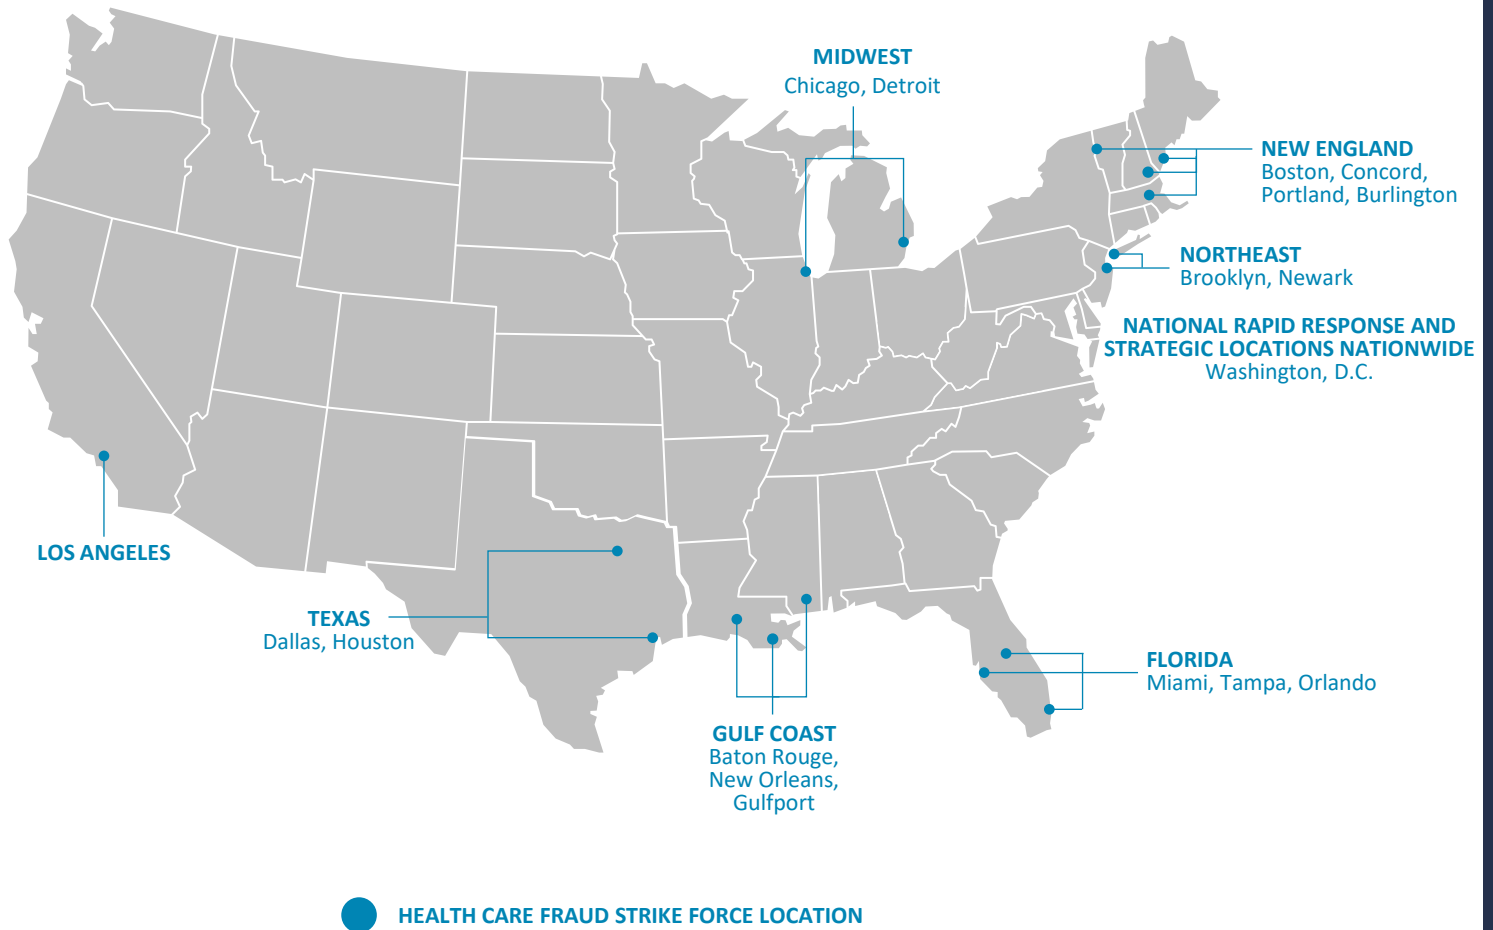 MIDWEST
Chicago, Detroit
NEW ENGLAND
Boston, Concord,
Portland, Burlington
NORTHEAST
Brooklyn, Newark
NATIONAL RAPID RESPONSE AND
STRATEGIC LOCATIONS NATIONWIDE
Washington, D.C.
LOS ANGELES
TEXAS
Dallas, Houston
GULF COAST
Baton Rouge,
New Orleans,
Gulfport
FLORIDA
Miami, Tampa, Orlando
HEALTH CARE FRAUD STRIKE FORCE LOCATION